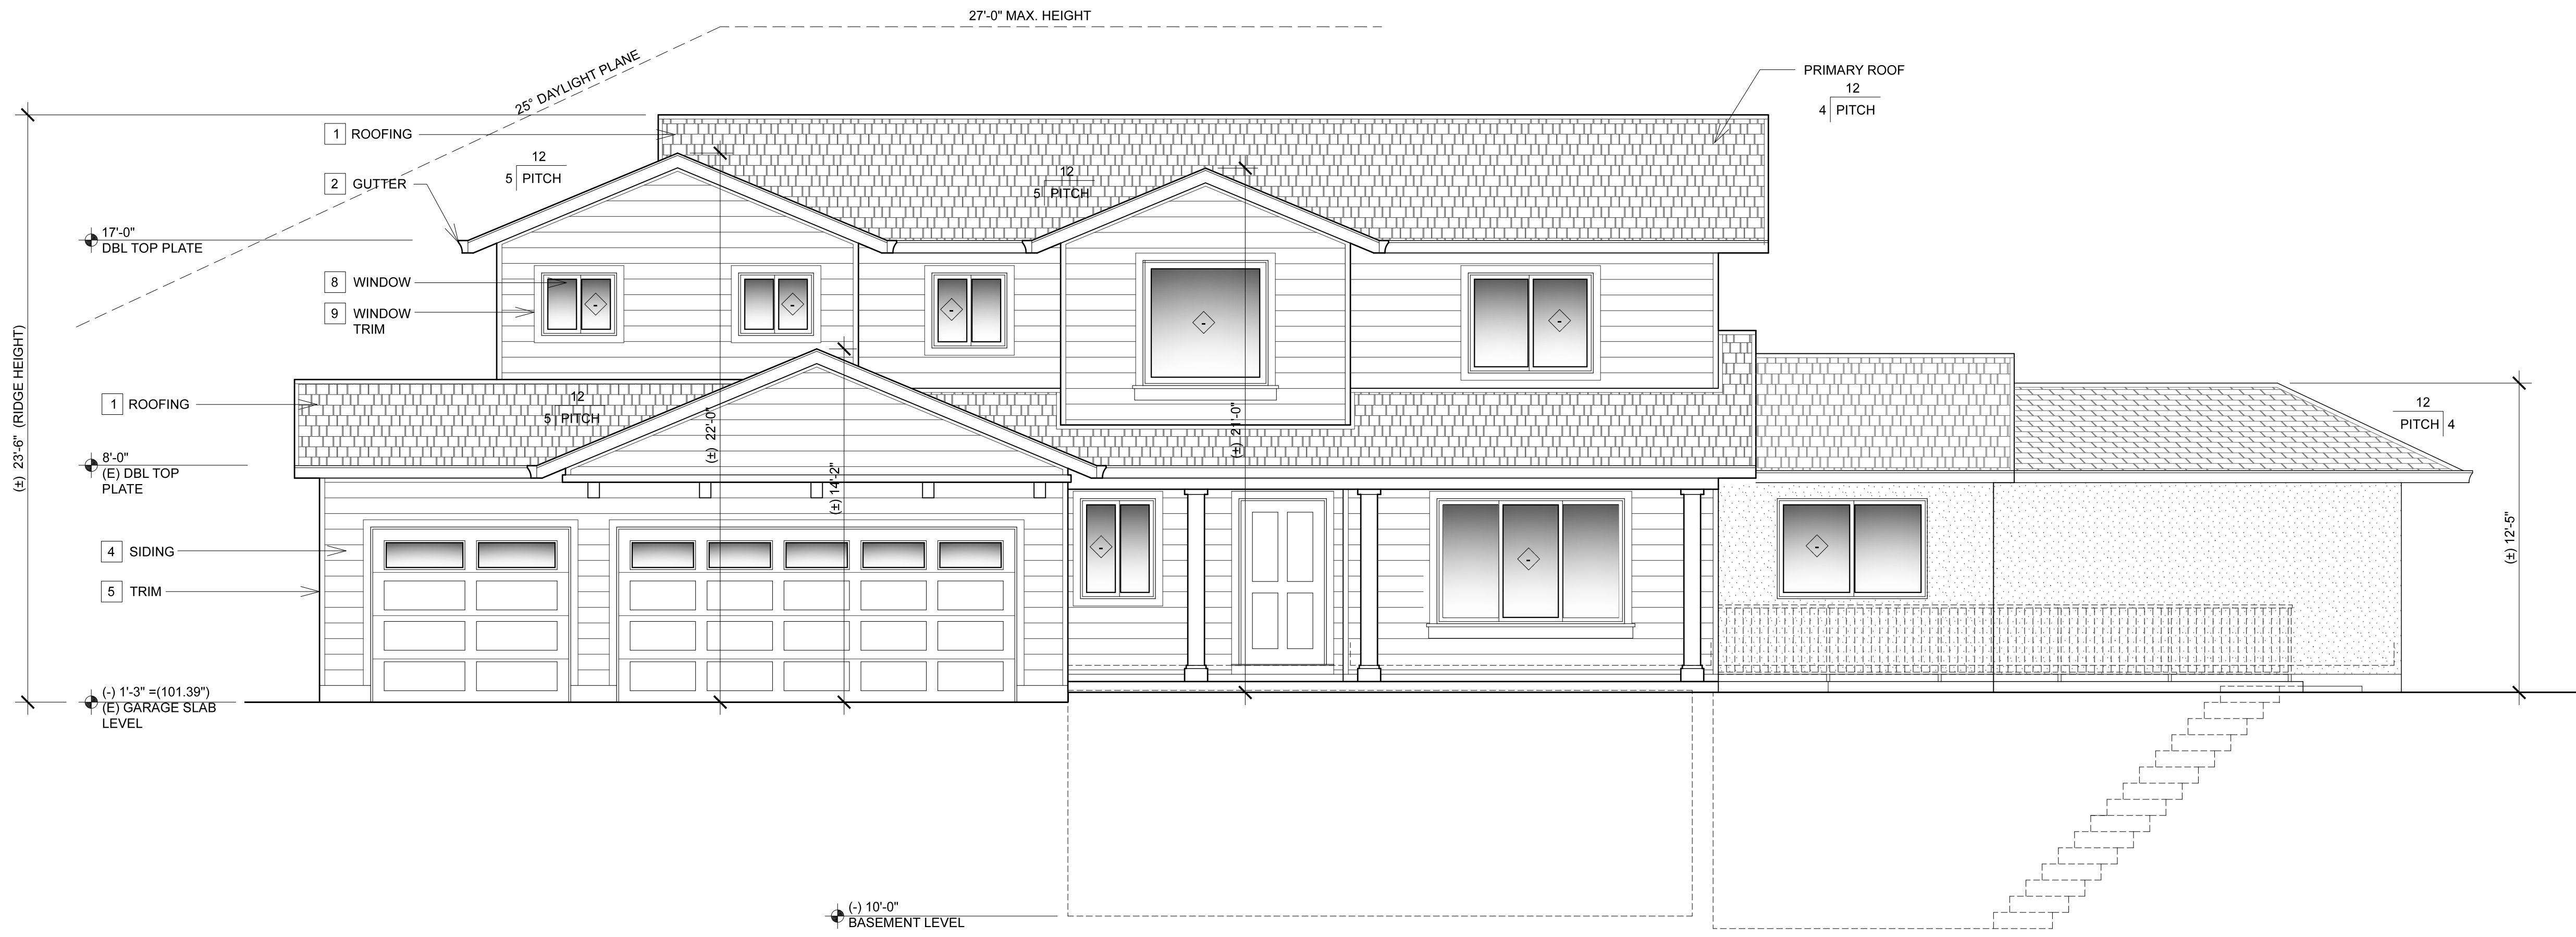 27'-0" MAX. HEIGHT
25° DAYLIGHT PLANE
PRIMARY ROOF
12
4 PITCH
1 ROOFING
12
5 PITCH
12
5 PITCH
2 GUTTER
17'-0"
DBL TOP PLATE
8 WINDOW
9 WINDOW
TRIM
(±) 23'-6" (RIDGE HEIGHT)
1 ROOFING
12
5 PITCH
(±) 22'-0"
(±) 21'-0"
12
PITCH 4
8'-0"
(E) DBL TOP
PLATE
(±) 14'-2"
4 SIDING
(±) 12'-5"
5 TRIM
(-) 1'-3" =(101.39")
(E) GARAGE SLAB
LEVEL
(-) 10'-0"
BASEMENT LEVEL